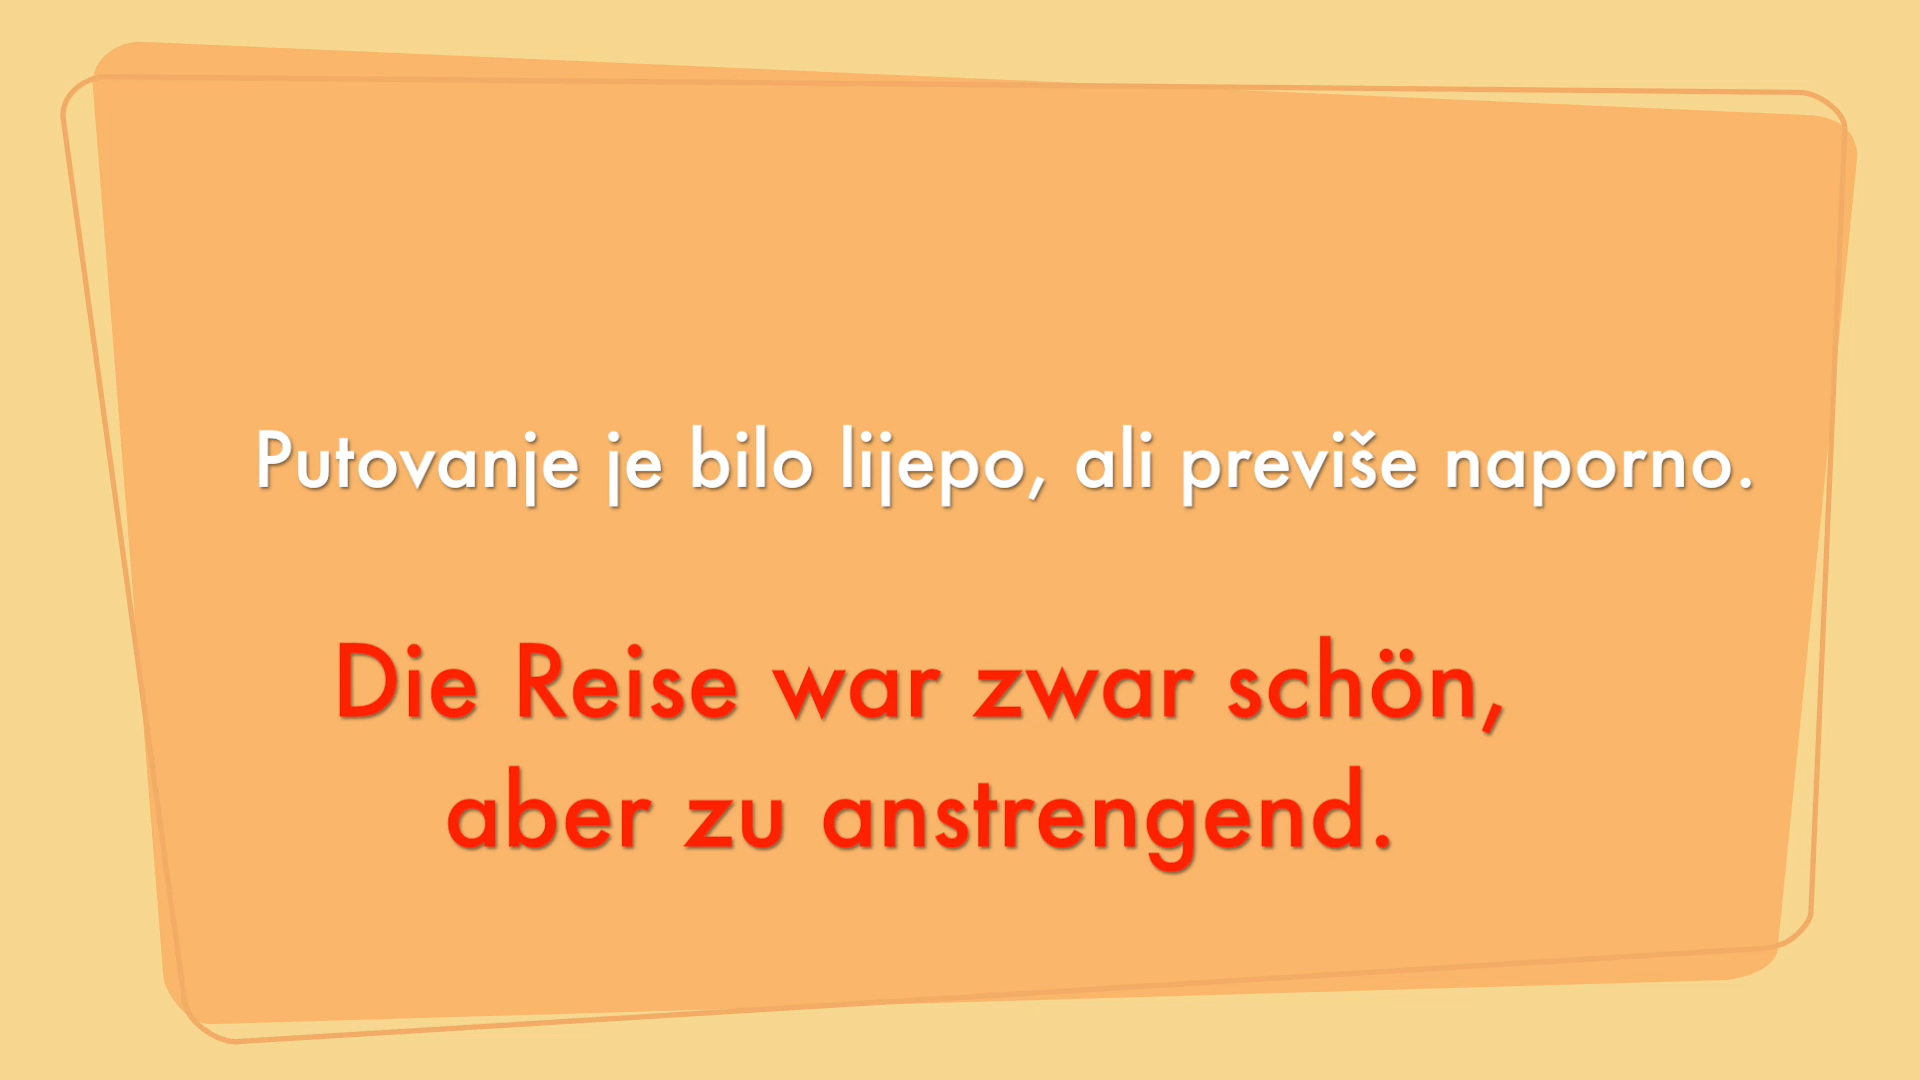 Putovanje je bilo lijepo, ali previše naporno.
Die Reise war zwar schön,
aber zu anstrengend.